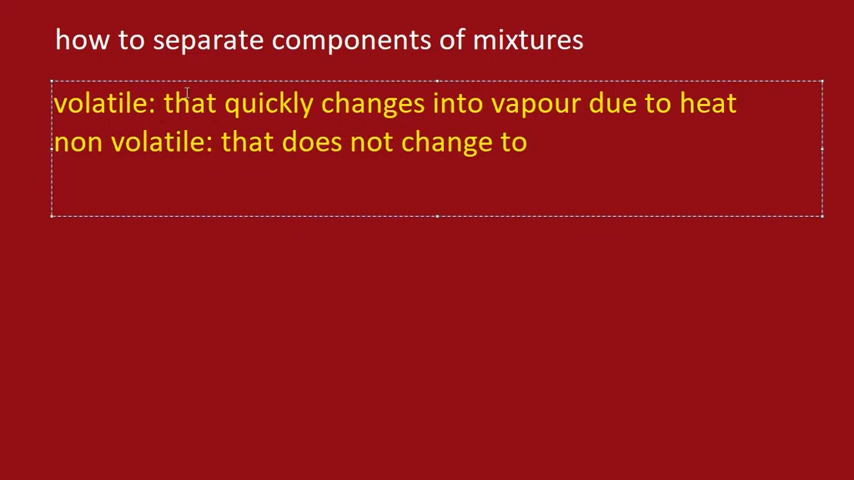 how to separate components of mixtures
volatile: that quickly changes into vapour due to heat
non volatile: that does not change to